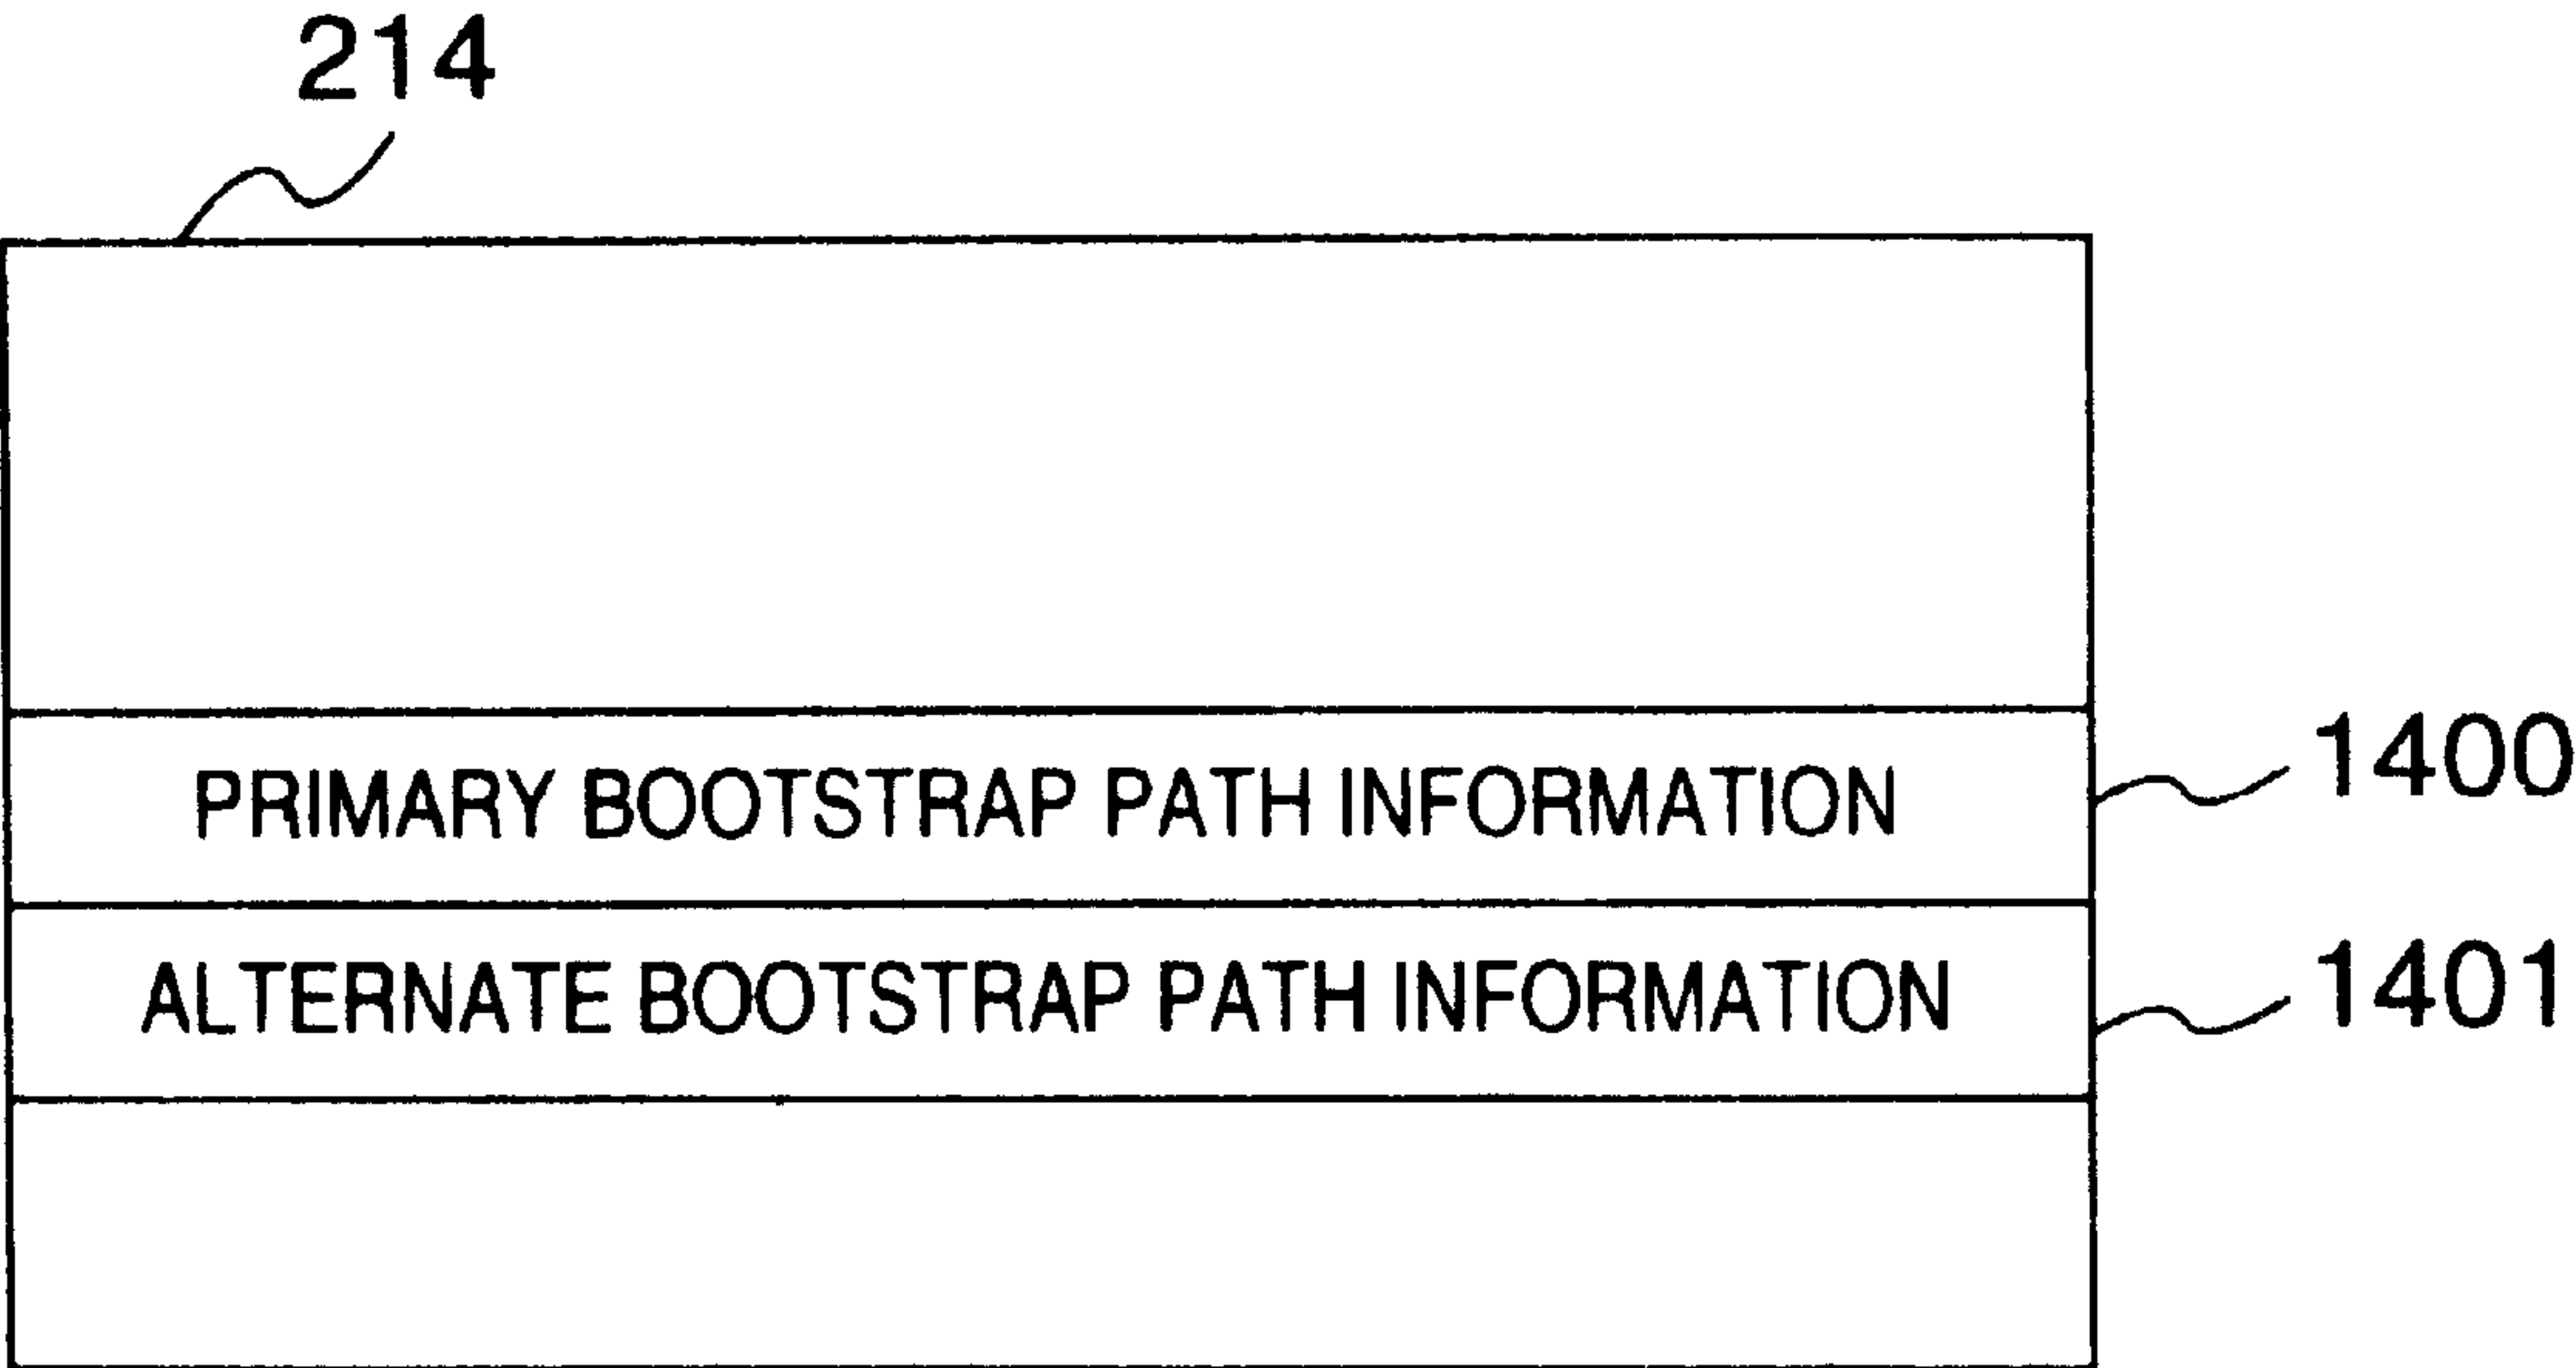 214
PRIMARY BOOTSTRAP PATH INFORMATION
1400
ALTERNATE BOOTSTRAP PATH INFORMATION
1401